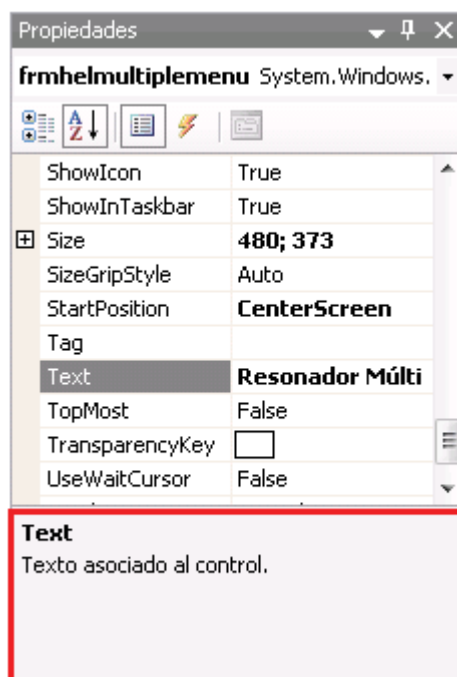 Propiedades
frmhelmultiplemenu System.Windows.
ShowIcon True
ShowInTaskbar True
Size 480; 373
SizeGripStyle Auto
StartPosition CenterScreen
Tag
Text Resonador Múlti
TopMost False
TransparencyKey
UseWaitCursor False
Text
Texto asociado al control.